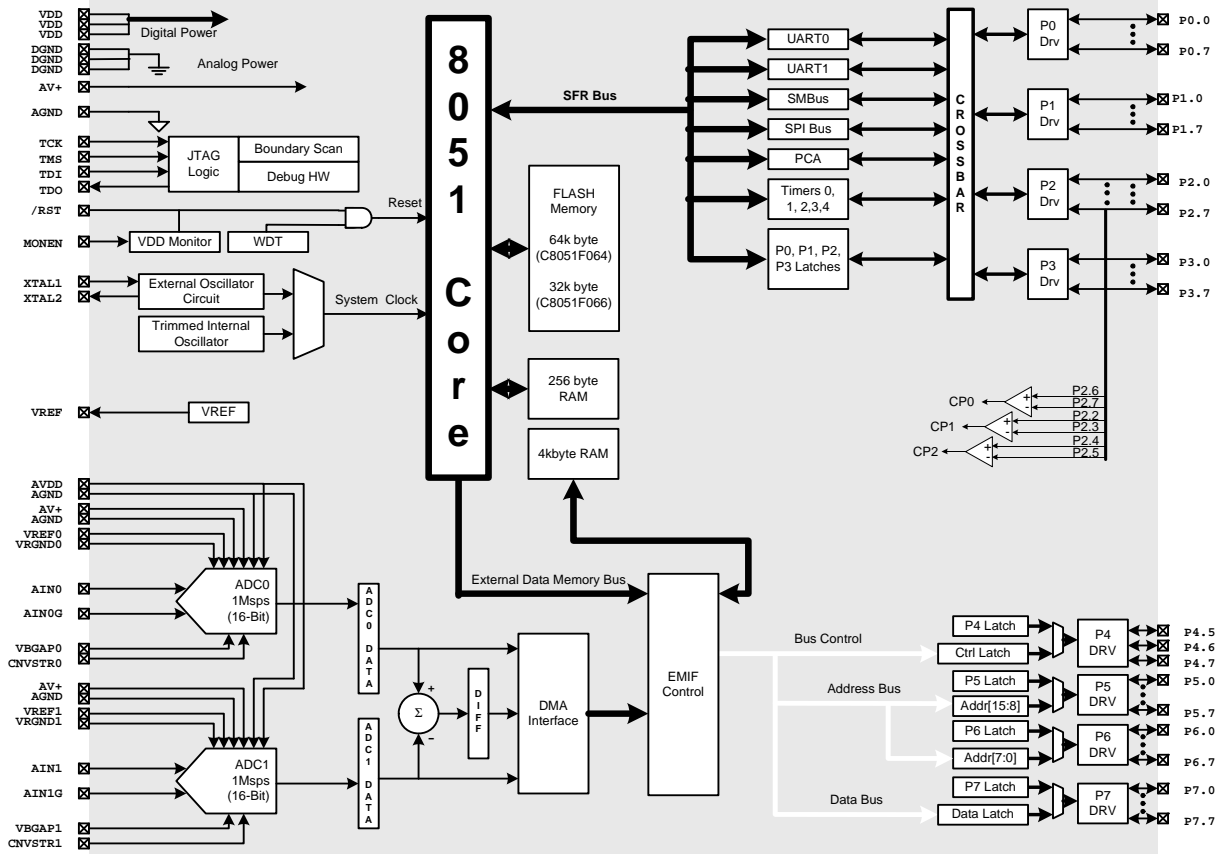 VDD
VDD
VDD
Digital Power
DGND
DGND
DGND
Analog Power
AV+
AGND
TCK
TMS
TDI
TDO
JTAG
Logic
Boundary Scan
Debug HW
/RST
Reset
MONEN
VDD Monitor
WDT
XTAL1
XTAL2
External Oscillator
Circuit
System Clock
Trimmed Internal
Oscillator
VREF
VREF
8051 Core
FLASH
Memory
64k byte
(C8051F064)
32k byte
(C8051F066)
256 byte
RAM
4kbyte RAM
SFR Bus
UART0
UART1
SMBus
SPI Bus
PCA
Timers 0,
1, 2,3,4
P0, P1, P2,
P3 Latches
CROSSBAR
P0
Drv
P0.0
P0.7
P1
Drv
P1.0
P1.7
P2
Drv
P2.0
P2.7
P3
Drv
P3.0
P3.7
CP0
+
-
P2.6
P2.7
CP1
+
-
P2.2
P2.3
CP2
+
-
P2.4
P2.5
AVDD
AGND
AV+
AGND
VREF0
VRGND0
AIN0
AIN0G
VBGAP0
CNVSTR0
ADC0
1Msps
(16-Bit)
ADC0 DATA
AV+
AGND
VREF1
VRGND1
AIN1
AIN1G
VBGAP1
CNVSTR1
ADC1
1Msps
(16-Bit)
ADC1 DATA
+
Σ
−
DIFF
DMA
Interface
External Data Memory Bus
EMIF
Control
Bus Control
Address Bus
Data Bus
P4 Latch
Ctrl Latch
P4
DRV
P4.5
P4.6
P4.7
P5 Latch
Addr[15:8]
P5
DRV
P5.0
P5.7
P6 Latch
Addr[7:0]
P6
DRV
P6.0
P6.7
P7 Latch
Data Latch
P7
DRV
P7.0
P7.7